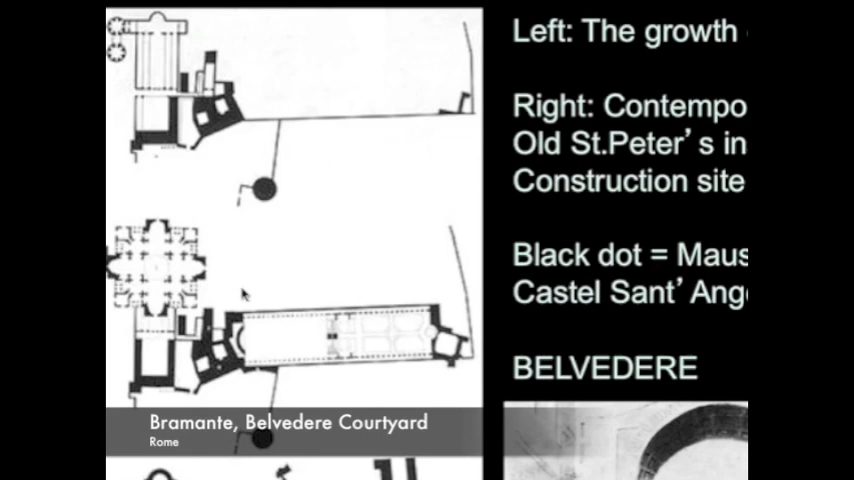 Left: The growth
Right: Contempo
Old St.Peter’s in
Construction site
Black dot = Maus
Castel Sant’Ang
BELVEDERE
Bramante, Belvedere Courtyard
Rome